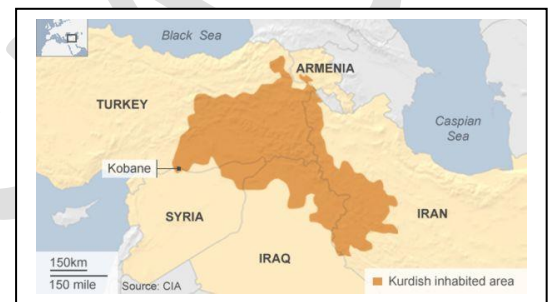 Black Sea
ARMENIA
TURKEY
Caspian
Sea
Kobane
SYRIA
IRAN
IRAQ
150km
150 mile
Source: CIA
Kurdish inhabited area